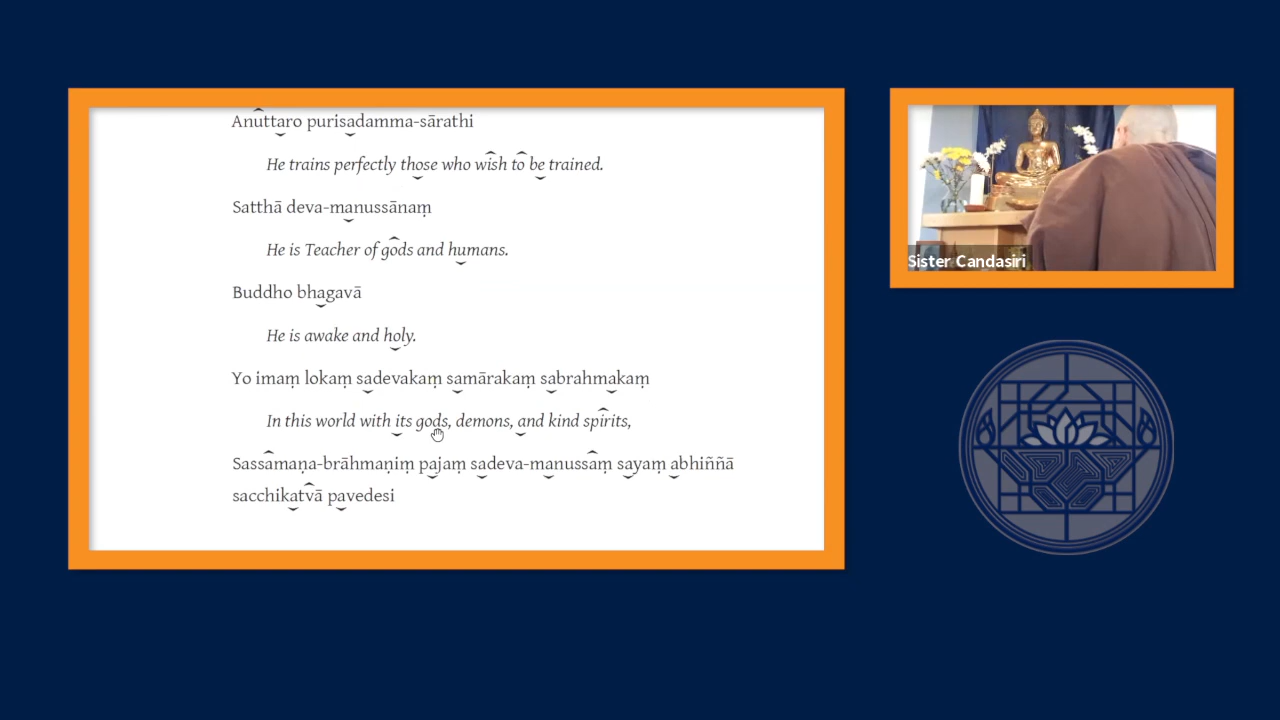 Anuttaro purisadamma-sārathi
He trains perfectly those who wish to be trained.
Satthā deva-manussānaṃ
He is Teacher of gods and humans.
Buddho bhagavā
He is awake and holy.
Yo imaṃ lokaṃ sadevakaṃ samārakaṃ sabrahmakaṃ
In this world with its gods, demons, and kind spirits,
Sassamaṇa-brāhmaṇiṃ pajaṃ sadeva-manussaṃ sayaṃ abhiññā
sacchikatvā pavedesi
Sister Candasiri